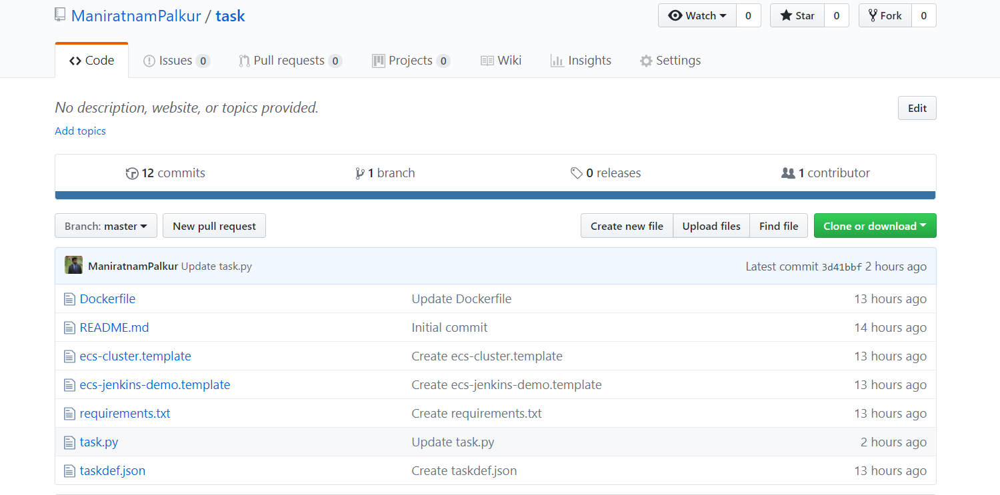 ManiratnamPalkur / task
Watch 0 Star 0 Fork 0
Code Issues 0 Pull requests 0 Projects 0 Wiki Insights Settings
No description, website, or topics provided.
Edit
Add topics
12 commits 1 branch 0 releases 1 contributor
Branch: master New pull request Create new file Upload files Find file Clone or download
ManiratnamPalkur Update task.py Latest commit 3d41bbf 2 hours ago
Dockerfile Update Dockerfile 13 hours ago
README.md Initial commit 14 hours ago
ecs-cluster.template Create ecs-cluster.template 13 hours ago
ecs-jenkins-demo.template Create ecs-jenkins-demo.template 13 hours ago
requirements.txt Create requirements.txt 13 hours ago
task.py Update task.py 2 hours ago
taskdef.json Create taskdef.json 13 hours ago